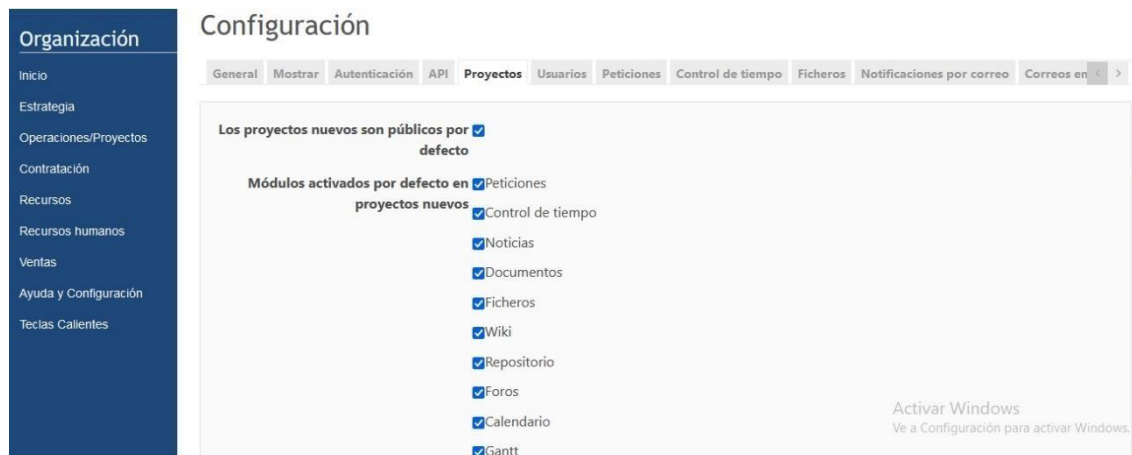 Organización
Inicio
Estrategia
Operaciones/Proyectos
Contratación
Recursos
Recursos humanos
Ventas
Ayuda y Configuración
Teclas Calientes
Configuración
General Mostrar Autenticación API Proyectos Usuarios Peticiones Control de tiempo Ficheros Notificaciones por correo Correos en
Los proyectos nuevos son públicos por
defecto
Módulos activados por defecto en
proyectos nuevos
Peticiones
Control de tiempo
Noticias
Documentos
Ficheros
Wiki
Repositorio
Foros
Calendario
Gantt
Activar Windows
Ve a Configuración para activar Windows.